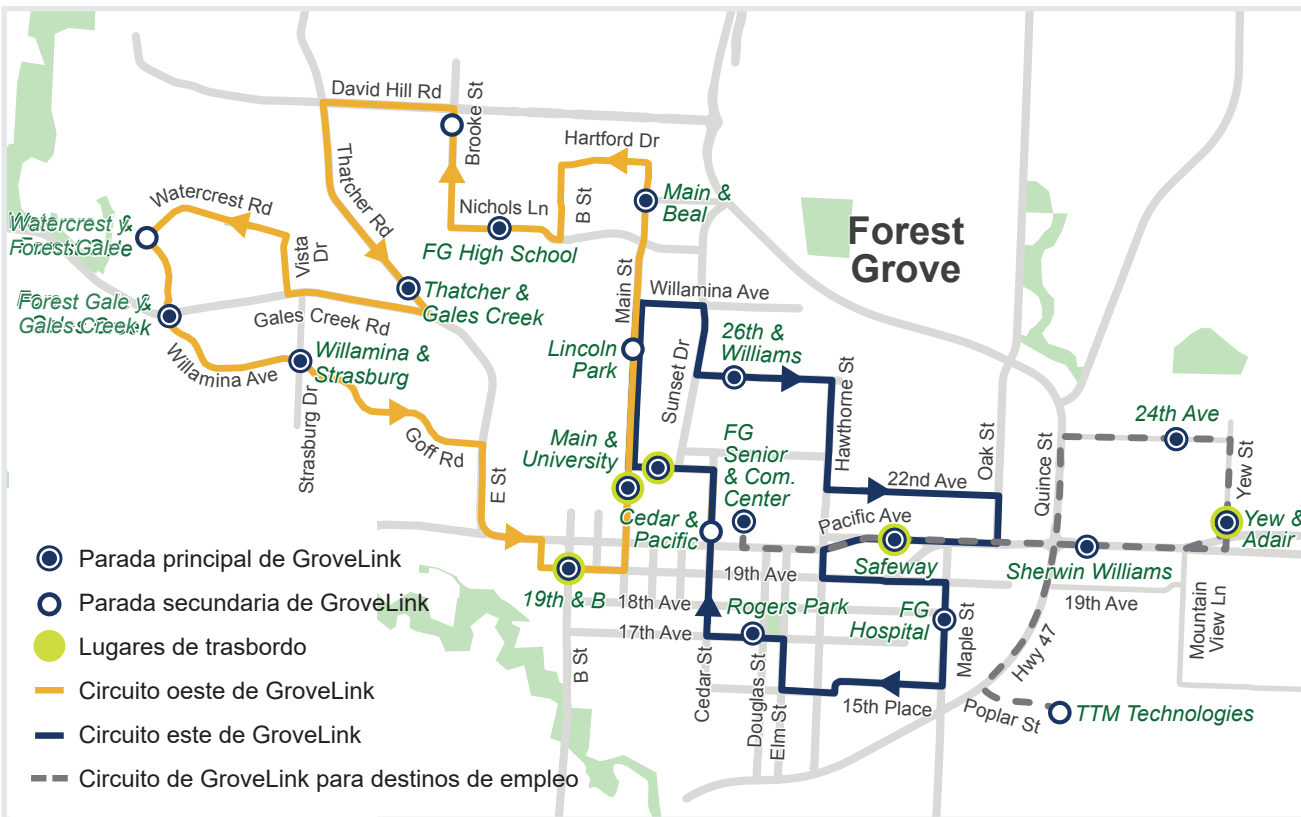 David Hill Rd
Brooke St
Hartford Dr
Thatcher Rd
Nichols Ln
B St
Main &
Beal
FG High School
Watercrest Rd
Watercrest y
Forest Gale
Vista
Dr
Forest Gale y
Gales Creek
Thatcher &
Gales Creek
Gales Creek Rd
Willamina Ave
Willamina &
Strasburg
Strasburg Dr
Goff Rd
E St
Main St
Willamina Ave
Forest
Grove
Lincoln
Park
Sunset Dr
26th &
Williams
Hawthorne St
Main &
University
FG
Senior
& Com.
Center
Oak St
Quince St
24th Ave
Yew St
22nd Ave
Cedar &
Pacific
Pacific Ave
Safeway
Yew &
Adair
Sherwin Williams
19th Ave
19th Ave
19th & B
18th Ave
17th Ave
Rogers Park
FG
Hospital
Maple St
Hwy 47
Mountain
View Ln
B St
Cedar St
Douglas St
Elm St
15th Place
Poplar St
TTM Technologies
Parada principal de GroveLink
Parada secundaria de GroveLink
Lugares de trasbordo
Circuito oeste de GroveLink
Circuito este de GroveLink
Circuito de GroveLink para destinos de empleo